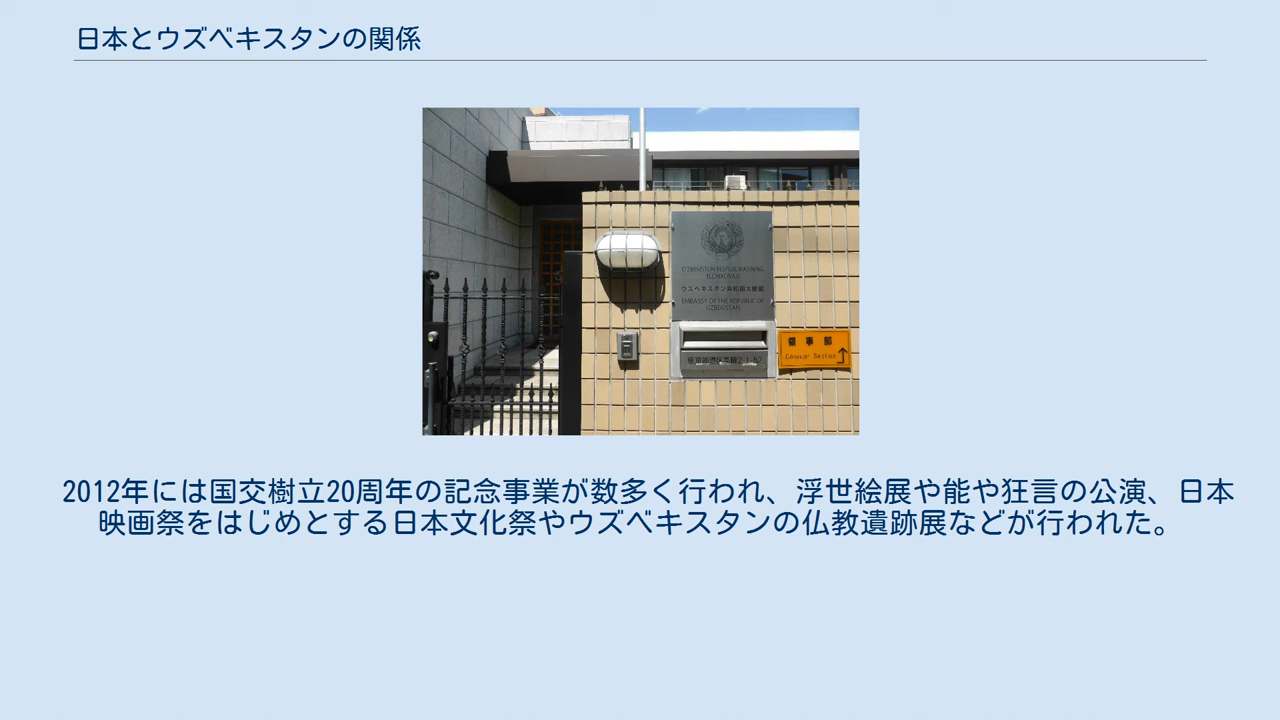 日本とウズベキスタンの関係
O'ZBEKISTON RESPUBLIKASINING
ELCHIXONASI
ウズベキスタン共和国大使館
EMBASSY OF THE REPUBLIC OF
UZBEKISTAN
領事部
Consular Section
2012年には国交樹立20周年の記念事業が数多く行われ、浮世絵展や能や狂言の公演、日本
映画祭をはじめとする日本文化祭やウズベキスタンの仏教遺跡展などが行われた。